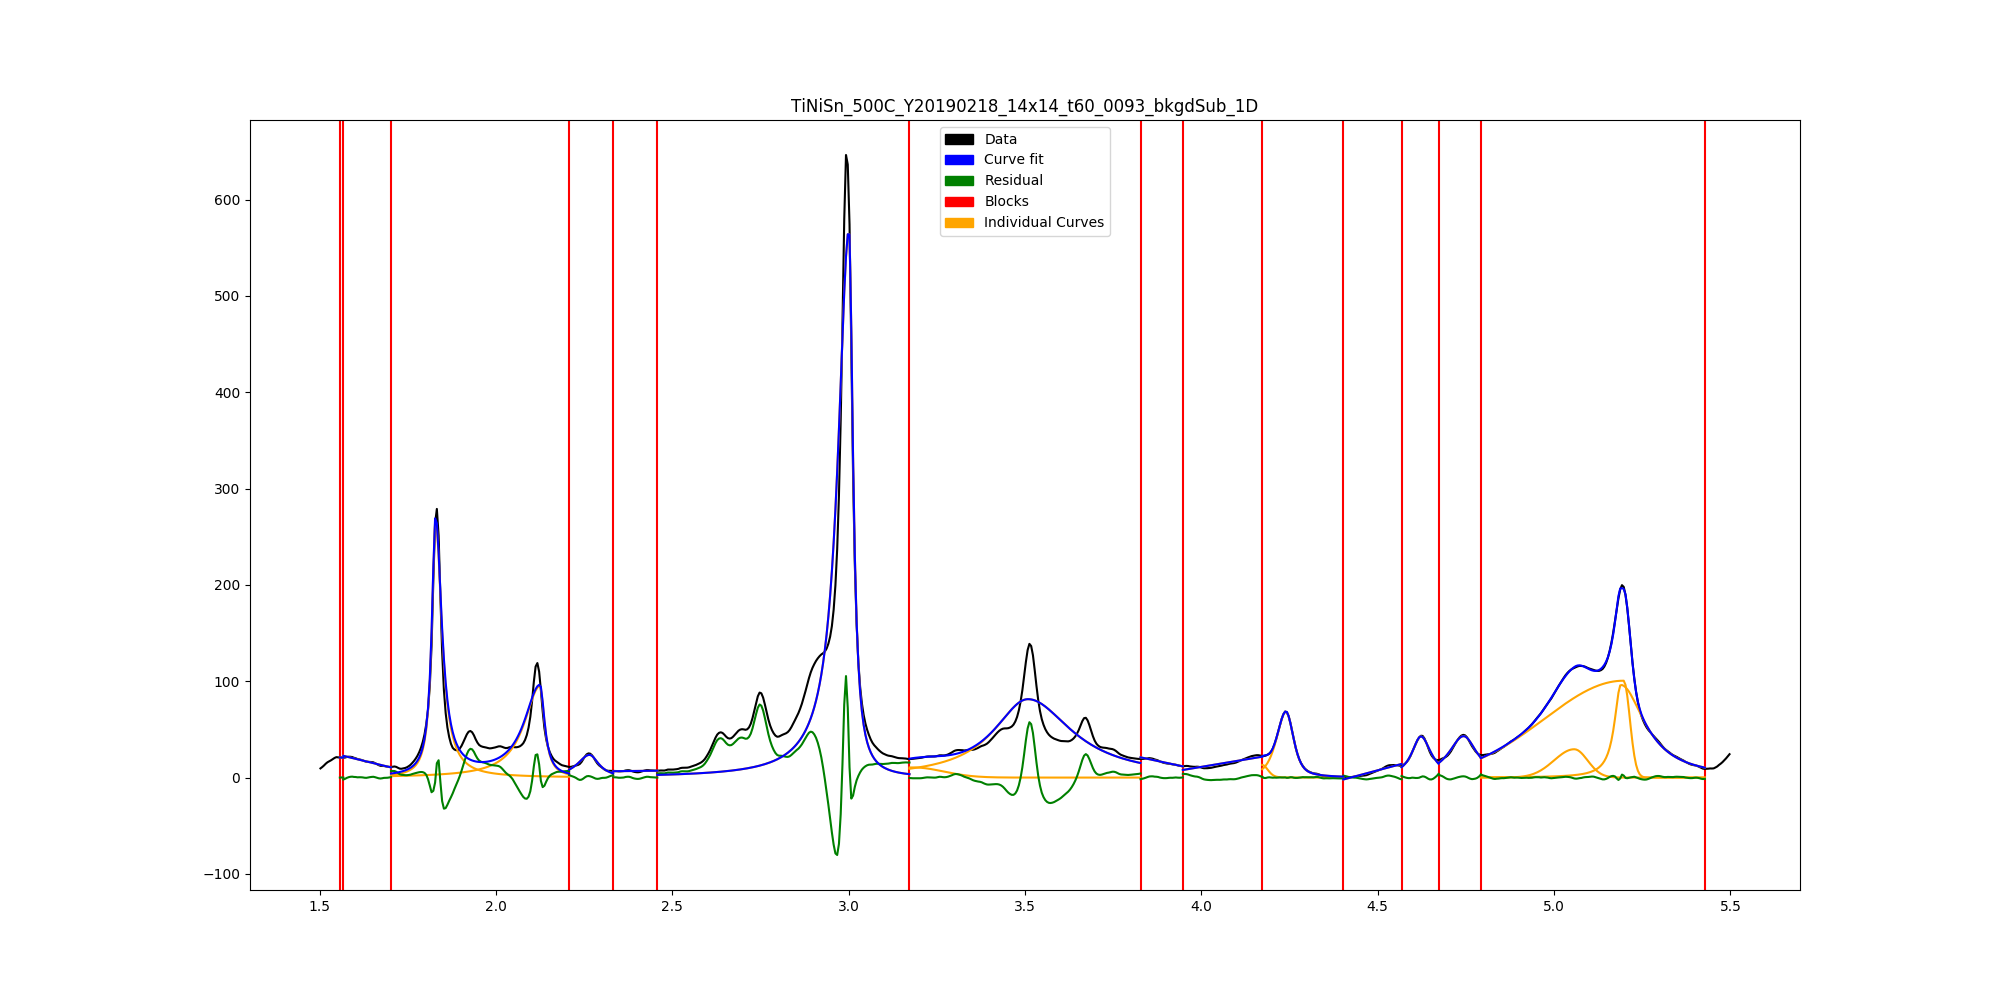 TiNiSn_500C_Y20190218_14x14_t60_0093_bkgdSub_1D
Data
Curve fit
Residual
Blocks
Individual Curves
600
500
400
300
200
100
0
−100
1.5 2.0 2.5 3.0 3.5 4.0 4.5 5.0 5.5